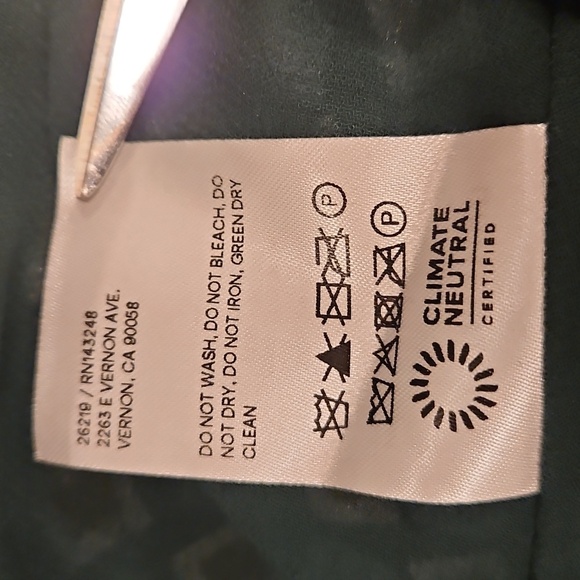 26219 / RN143248
2263 E VERNON AVE.
VERNON, CA 90058
DO NOT WASH, DO NOT BLEACH, DO
NOT DRY, DO NOT IRON, GREEN DRY
CLEAN
P
P
CLIMATE
NEUTRAL
CERTIFIED